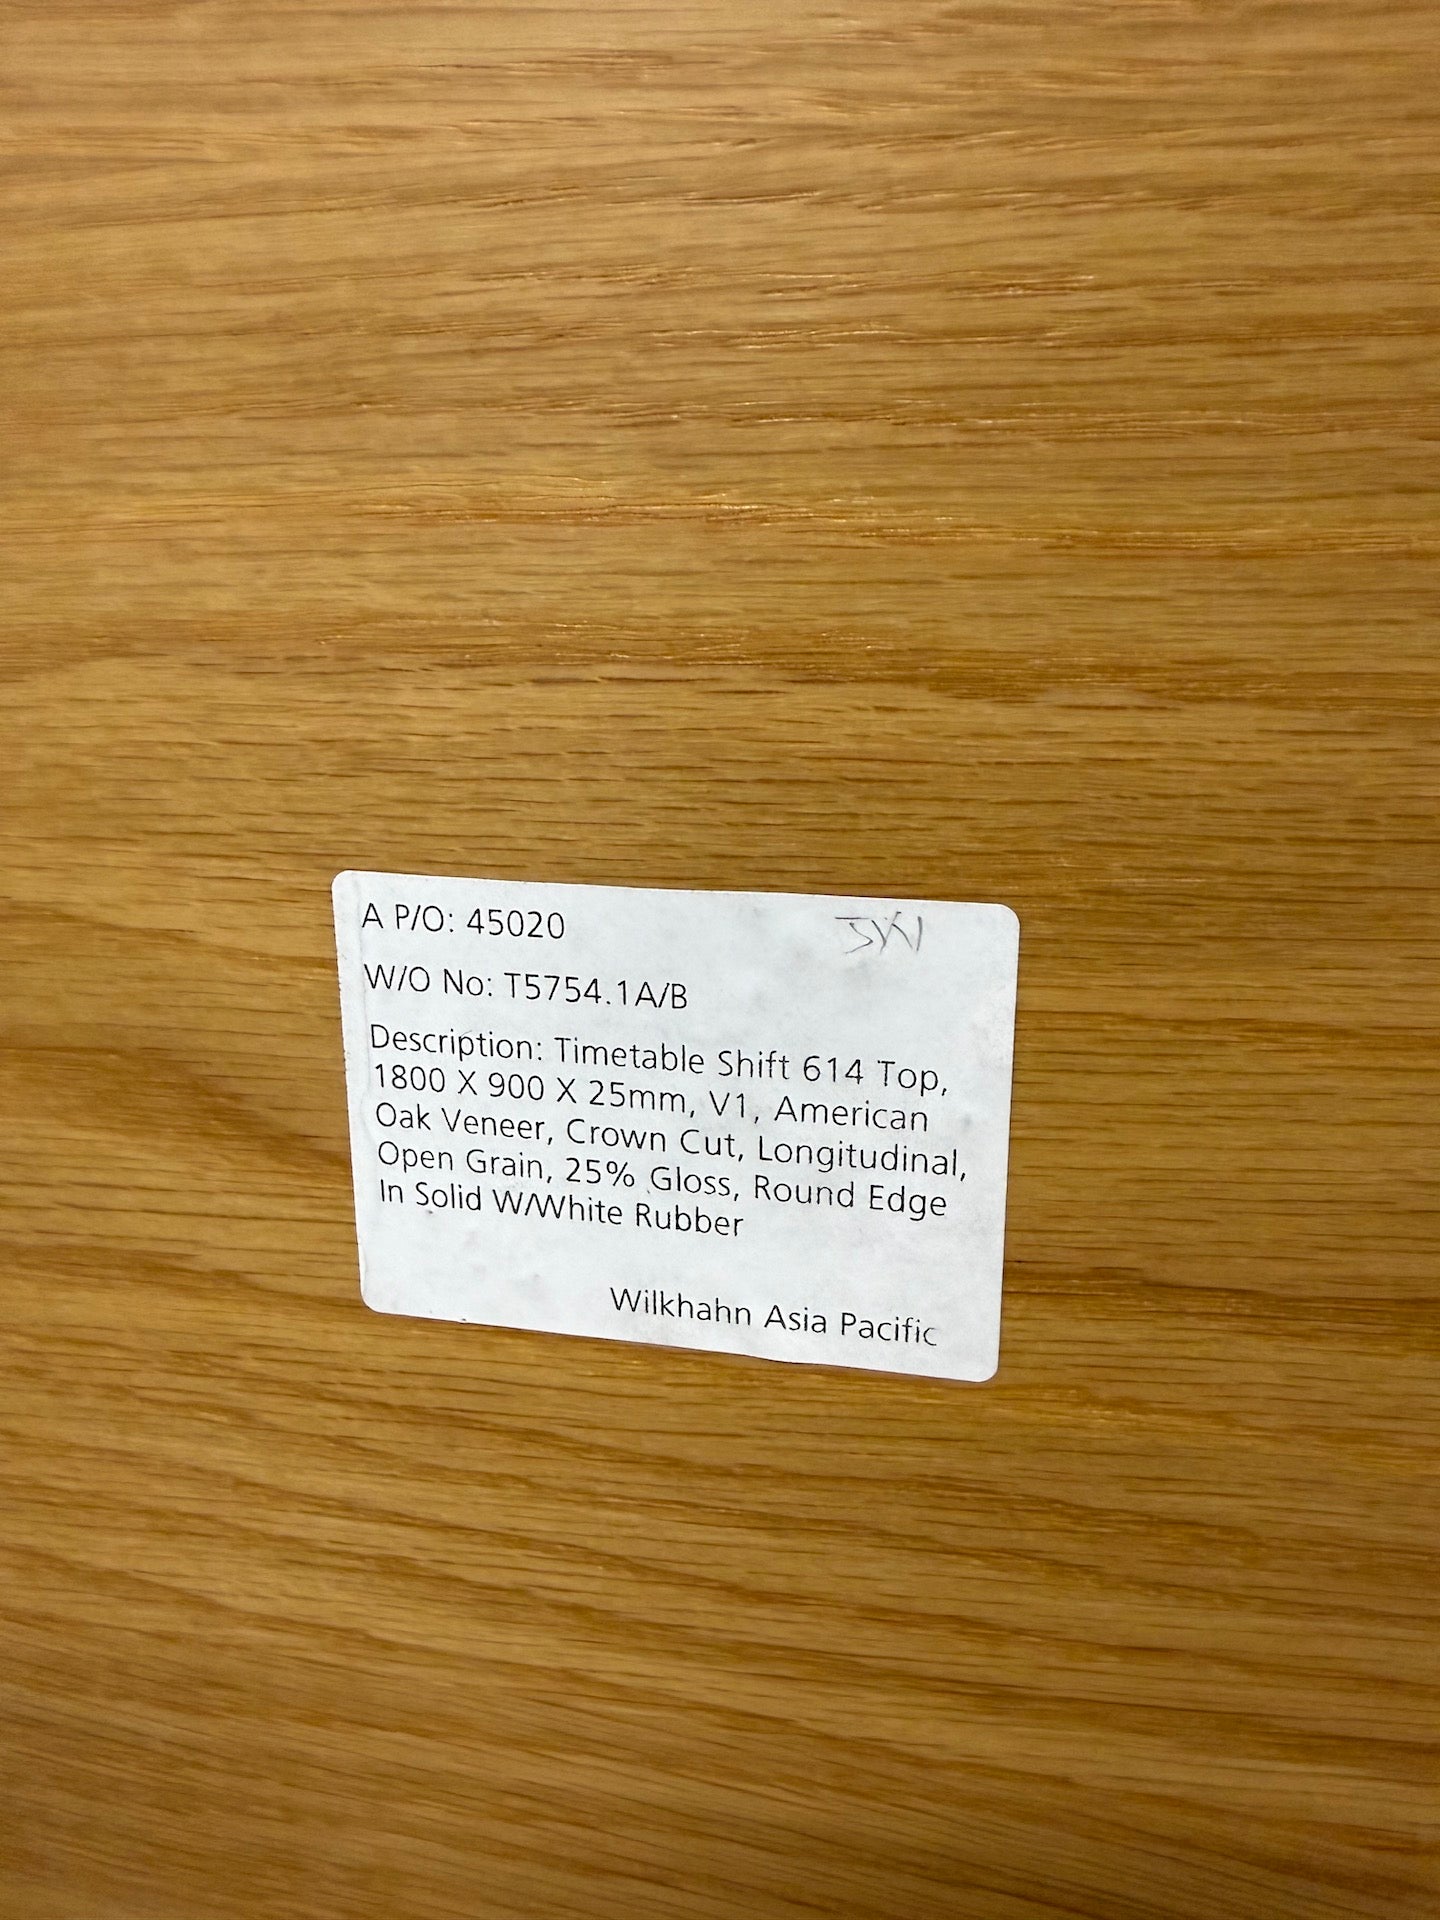 A P/O: 45020
W/O No: T5754.1A/B
Description: Timetable Shift 614 Top,
1800 X 900 X 25mm, V1, American
Oak Veneer, Crown Cut, Longitudinal,
Open Grain, 25% Gloss, Round Edge
In Solid W/White Rubber
Wilkhahn Asia Pacific